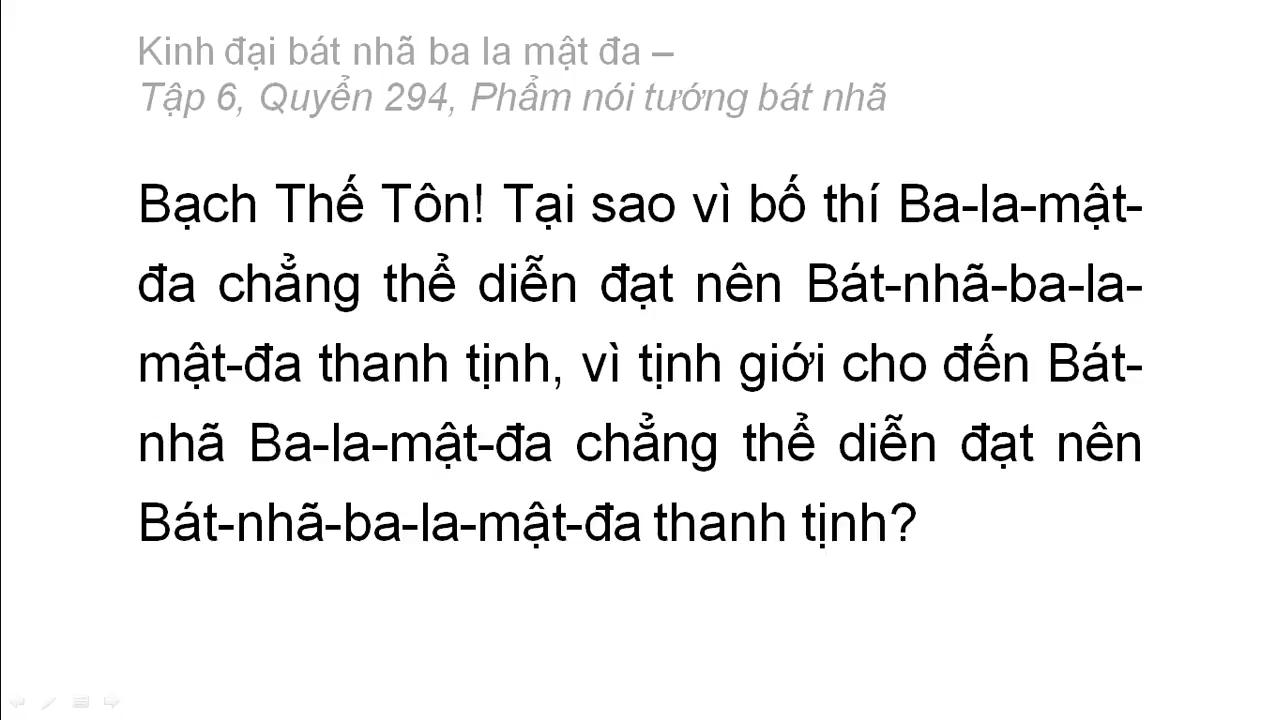 Kinh đại bát nhã ba la mật đa –
Tập 6, Quyển 294, Phẩm nói tướng bát nhã
Bạch Thế Tôn! Tại sao vì bố thí Ba-la-mật-
đa chẳng thể diễn đạt nên Bát-nhã-ba-la-
mật-đa thanh tịnh, vì tịnh giới cho đến Bát-
nhã Ba-la-mật-đa chẳng thể diễn đạt nên
Bát-nhã-ba-la-mật-đa thanh tịnh?